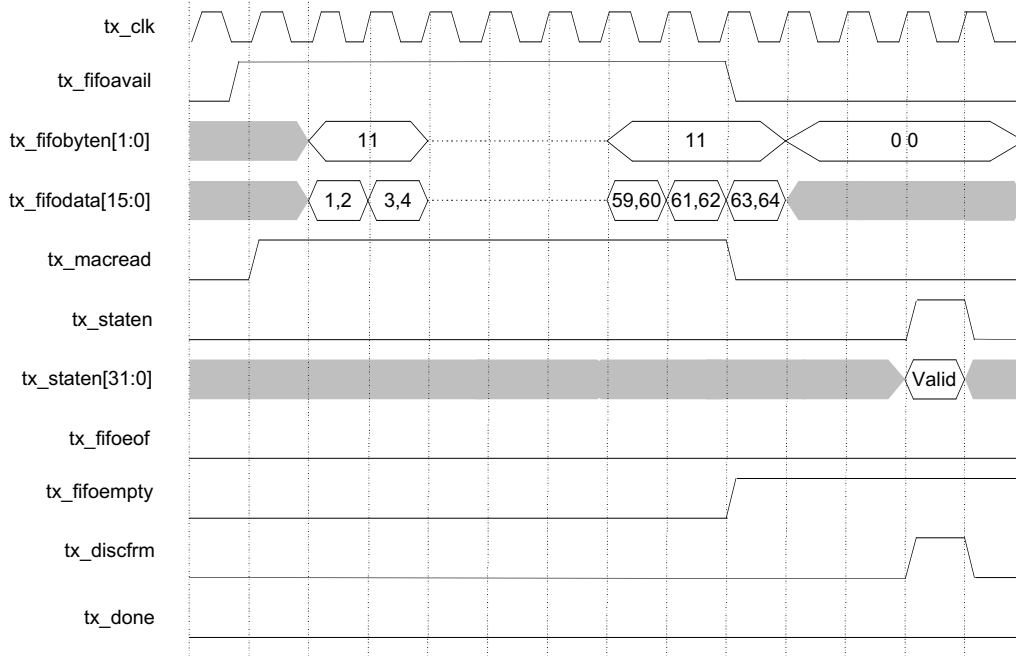 tx_clk
tx_fifoavail
tx_fifobyten[1:0] 11 11 0 0
tx_fifodata[15:0] 1,2 3,4 59,60 61,62 63,64
tx_macread
tx_staten
tx_staten[31:0] Valid
tx_fifoeof
tx_fifoempty
tx_discfrm
tx_done